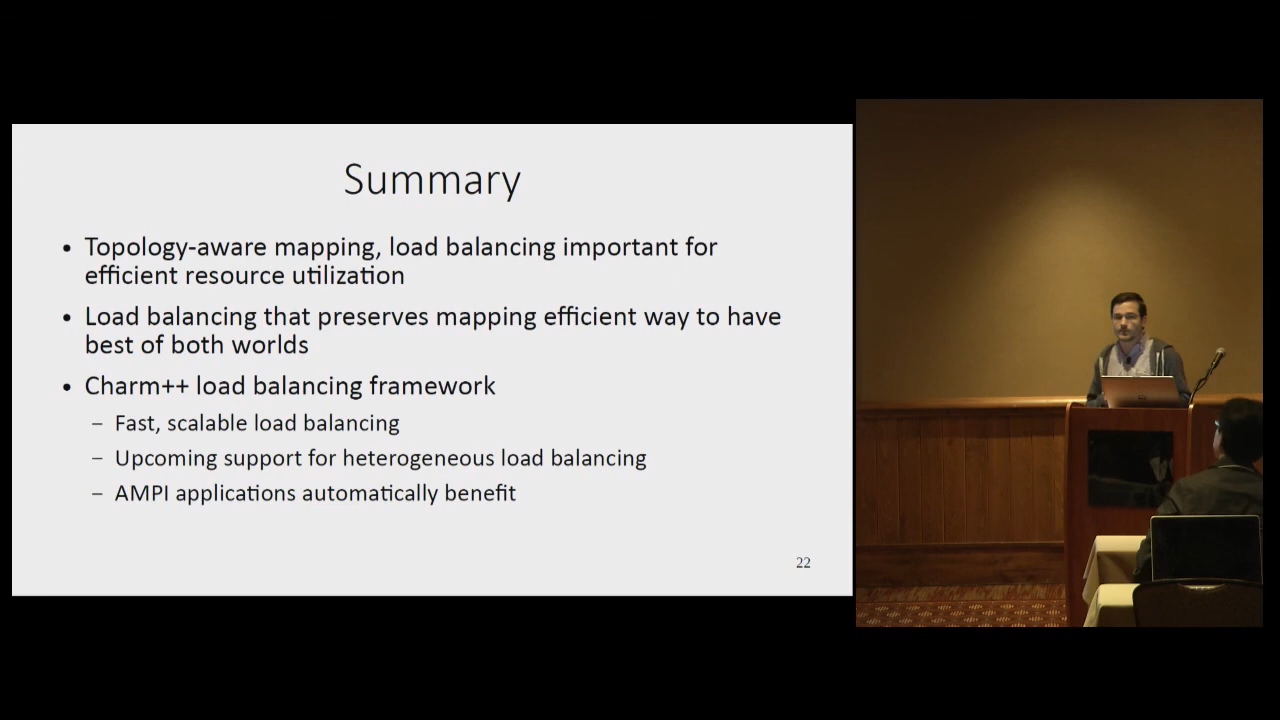 Summary
• Topology-aware mapping, load balancing important for
efficient resource utilization
• Load balancing that preserves mapping efficient way to have
best of both worlds
• Charm++ load balancing framework
– Fast, scalable load balancing
– Upcoming support for heterogeneous load balancing
– AMPI applications automatically benefit
22